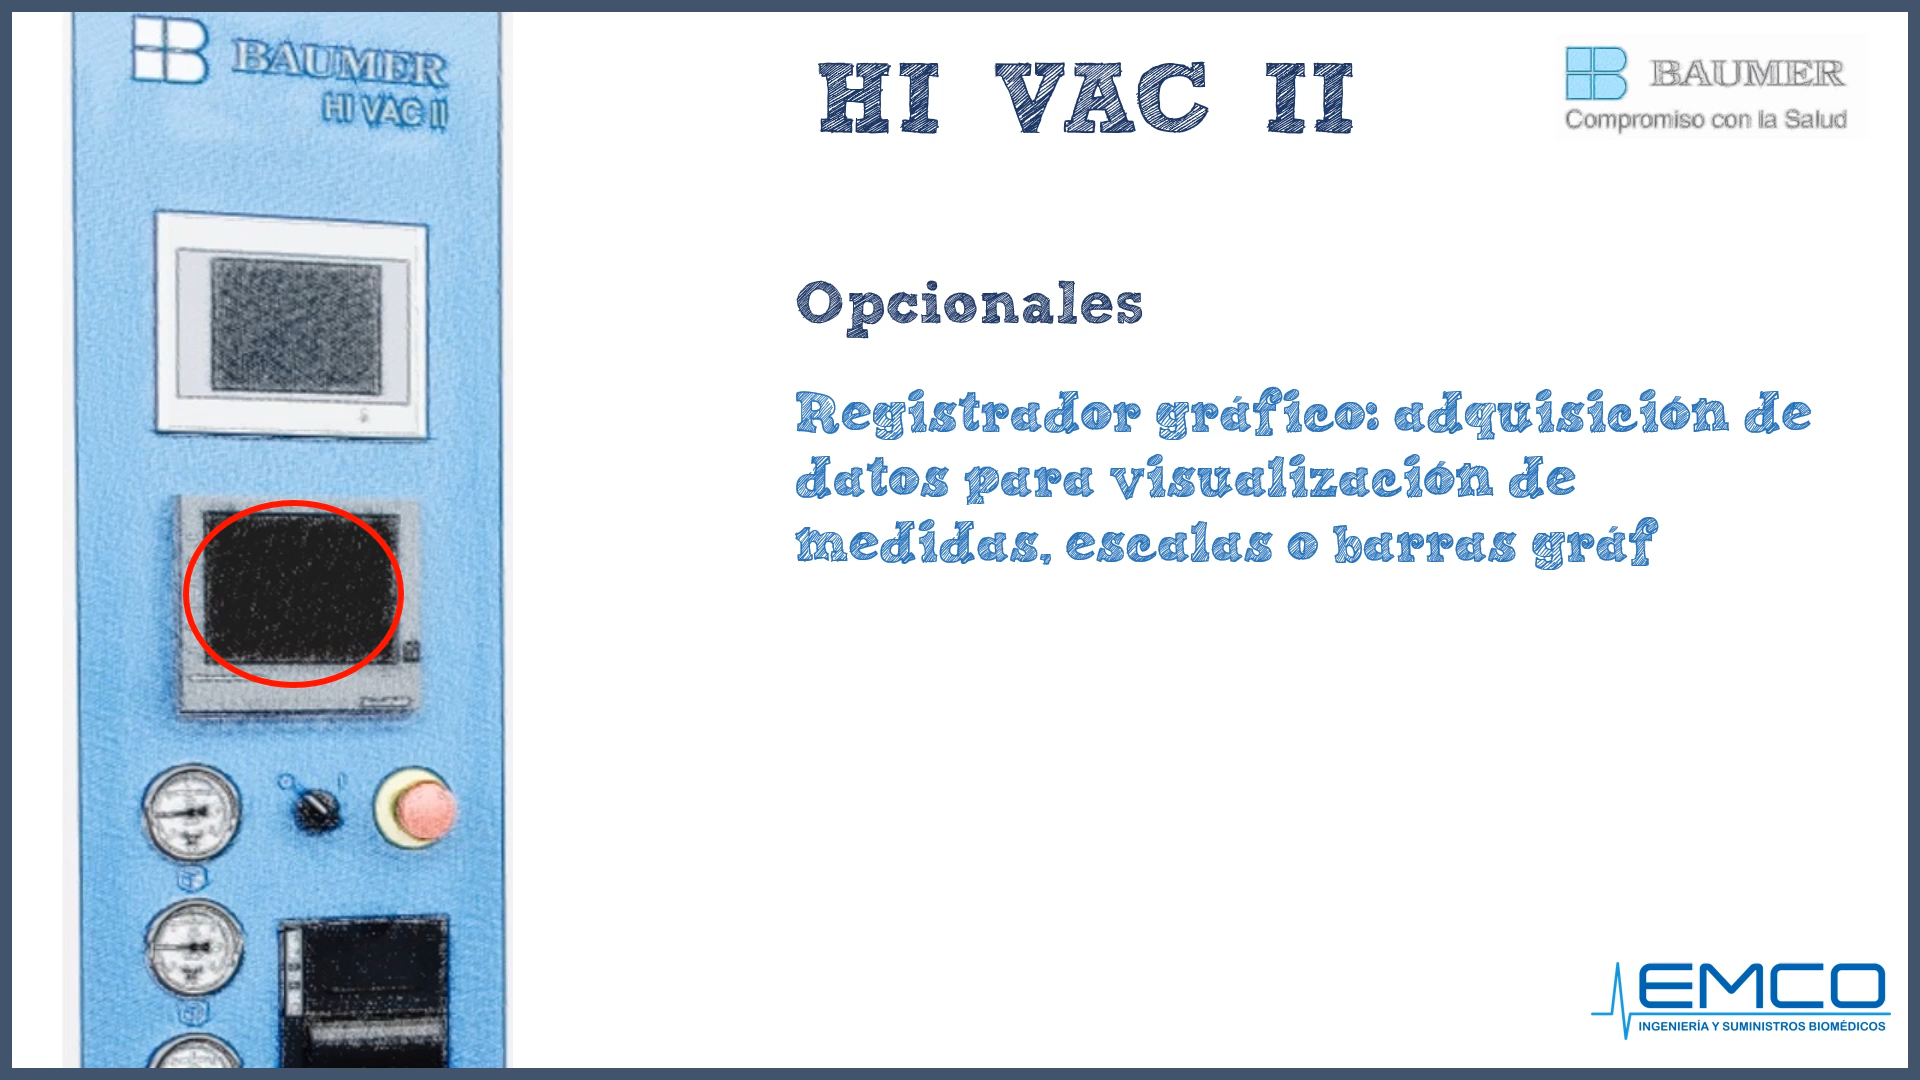 BAUMER
HI VAC II
HI VAC II
BAUMER
Compromiso con la Salud
Opcionales
Registrador gráfico: adquisición de
datos para visualización de
medidas, escalas o barras gráf
EMCO
INGENIERÍA Y SUMINISTROS BIOMÉDICOS